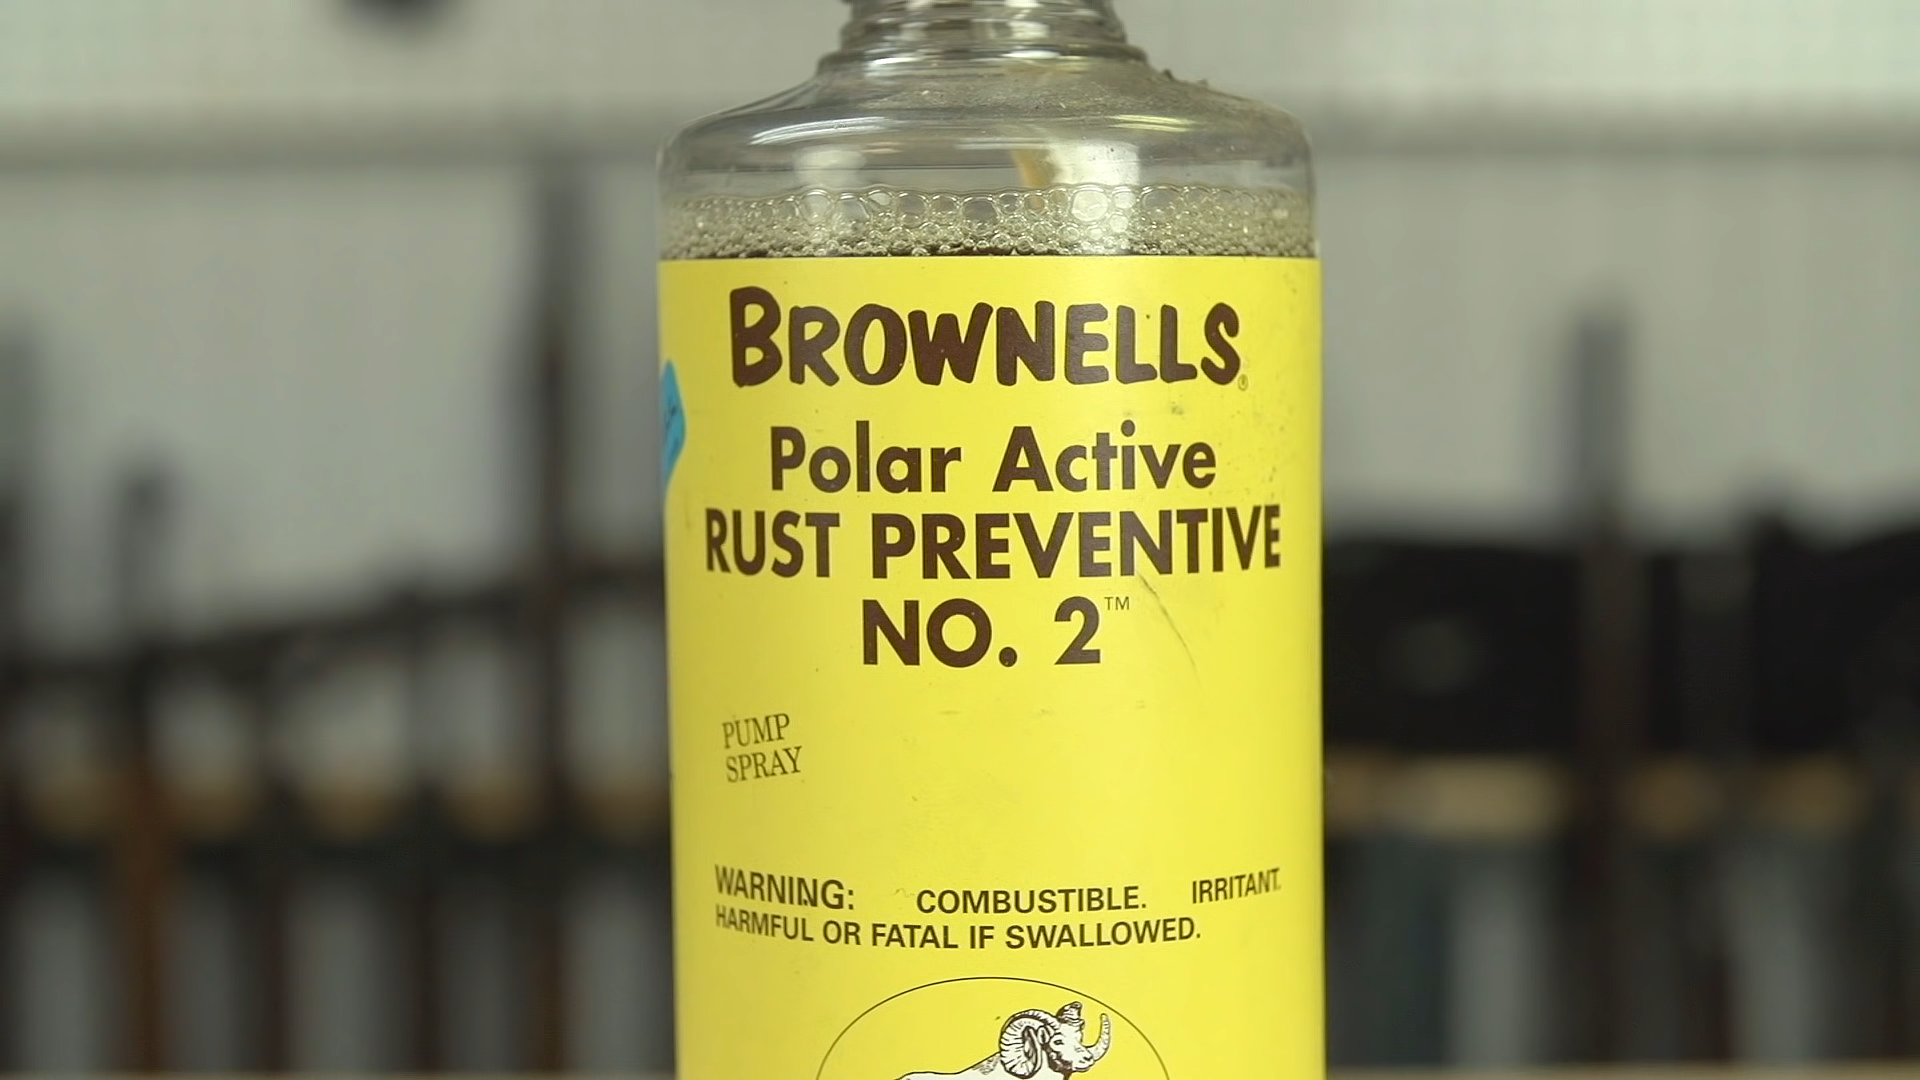 BROWNELLS®
Polar Active
RUST PREVENTIVE
NO. 2™
PUMP
SPRAY
WARNING: COMBUSTIBLE. IRRITANT.
HARMFUL OR FATAL IF SWALLOWED.